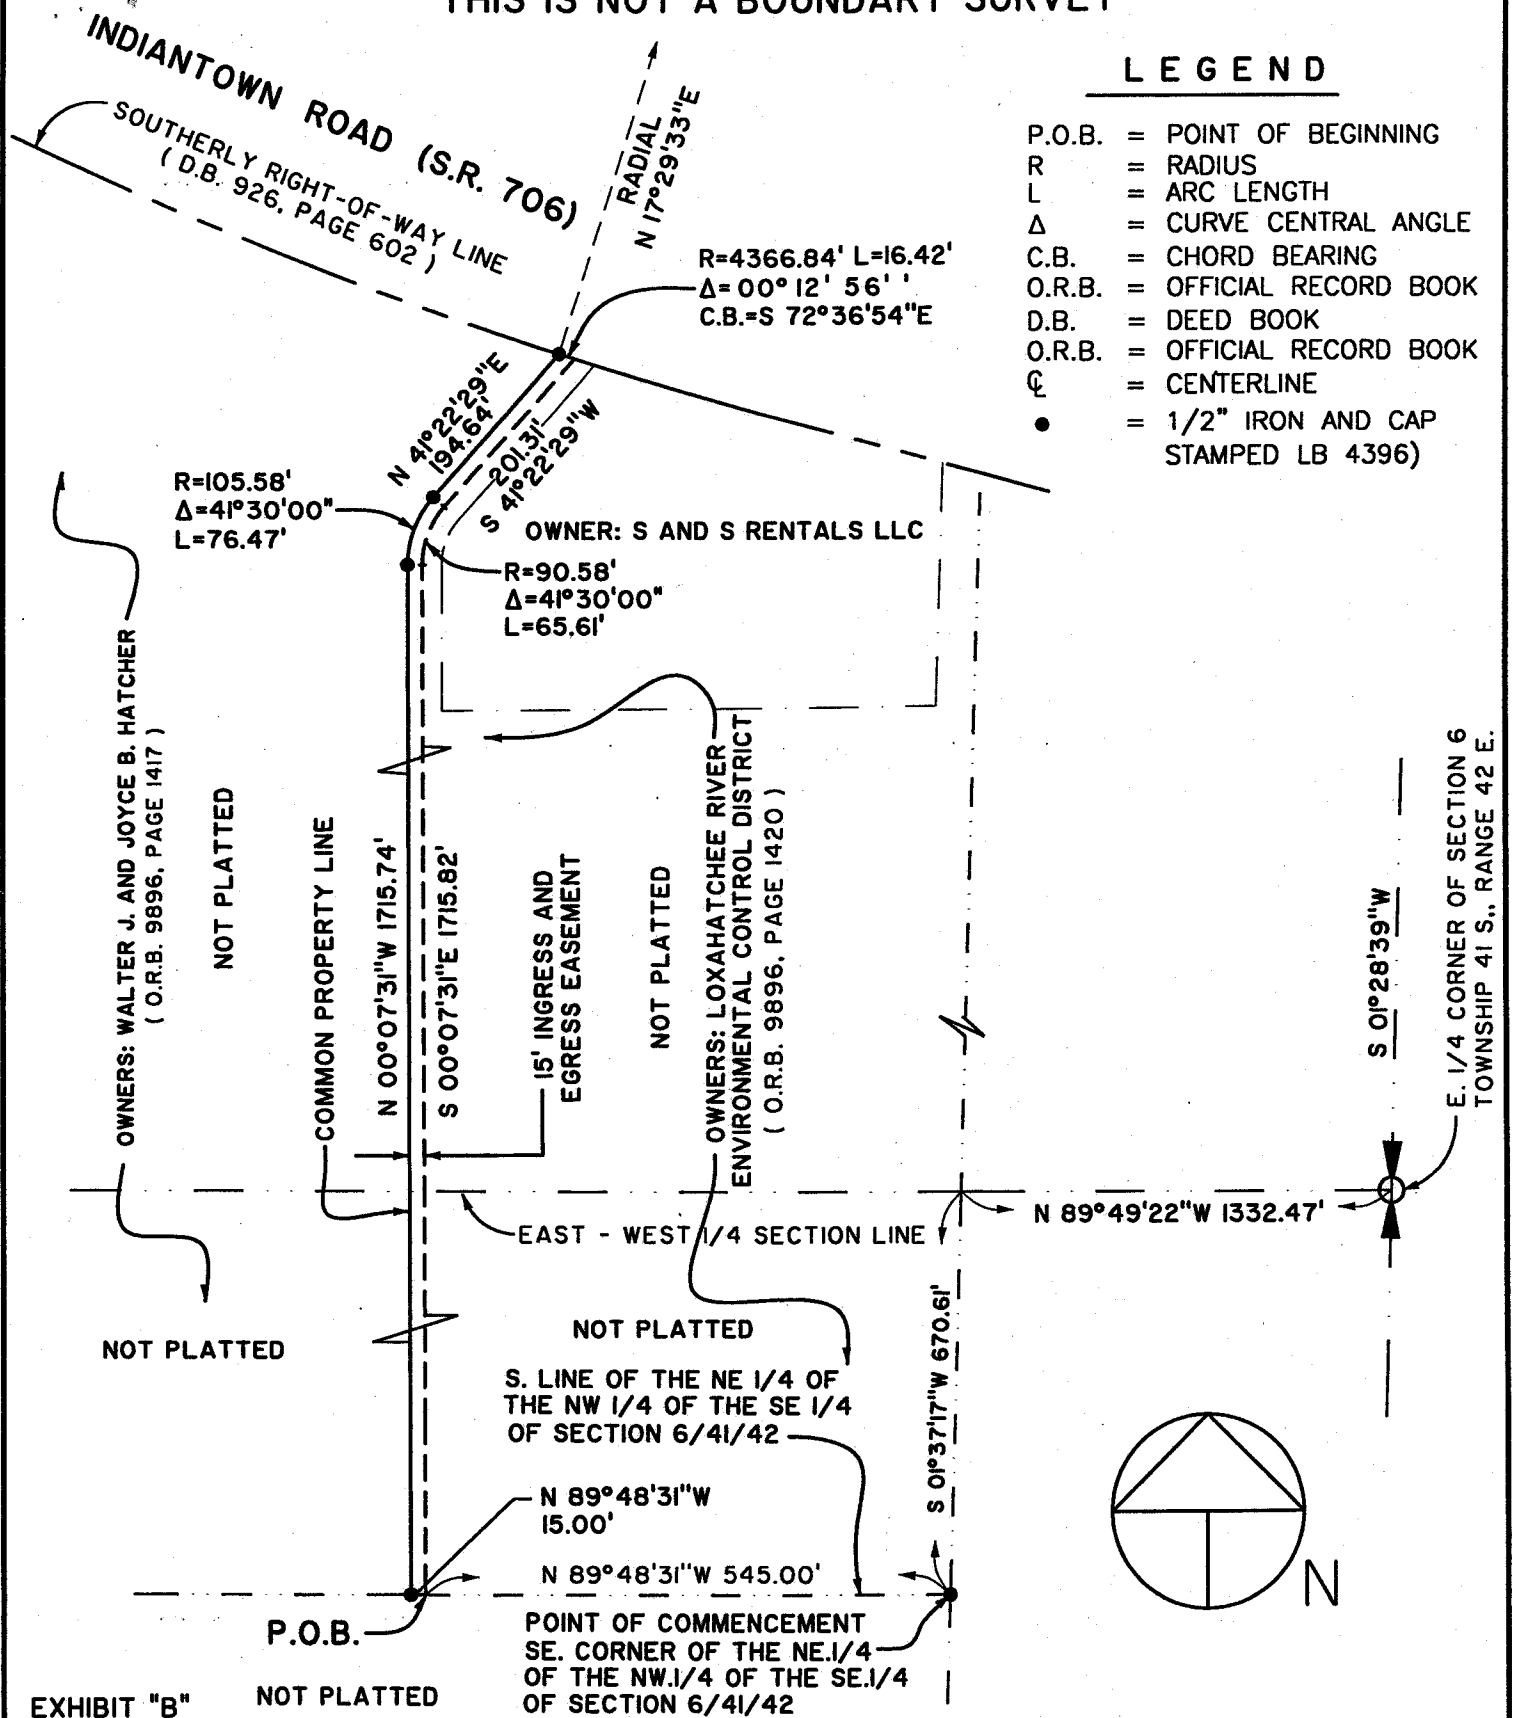 THIS IS NOT A BOUNDARY SURVEY
INDIANTOWN ROAD (S.R. 706)
SOUTHERLY RIGHT-OF-WAY LINE
( D.B. 926, PAGE 602 )
RADIAL
N 17°29'33"E
R=4366.84' L=16.42'
Δ=00° 12' 56' '
C.B.=S 72°36'54"E
LEGEND
P.O.B. = POINT OF BEGINNING
R = RADIUS
L = ARC LENGTH
Δ = CURVE CENTRAL ANGLE
C.B. = CHORD BEARING
O.R.B. = OFFICIAL RECORD BOOK
D.B. = DEED BOOK
O.R.B. = OFFICIAL RECORD BOOK
℄ = CENTERLINE
● = 1/2" IRON AND CAP
STAMPED LB 4396)
N 41°22'29"E
194.64'
201.31'
S 41°22'29"W
R=105.58'
Δ=41°30'00"
L=76.47'
OWNER: S AND S RENTALS LLC
R=90.58'
Δ=41°30'00"
L=65.61'
OWNERS: WALTER J. AND JOYCE B. HATCHER
( O.R.B. 9896, PAGE 1417 )
NOT PLATTED
COMMON PROPERTY LINE
N 00°07'31"W 1715.74'
S 00°07'31"E 1715.82'
15' INGRESS AND
EGRESS EASEMENT
NOT PLATTED
OWNERS: LOXAHATCHEE RIVER
ENVIRONMENTAL CONTROL DISTRICT
( O.R.B. 9896, PAGE 1420 )
S 01°28'39"W
E. 1/4 CORNER OF SECTION 6
TOWNSHIP 41 S., RANGE 42 E.
N 89°49'22"W 1332.47'
EAST - WEST 1/4 SECTION LINE
S 01°37'17"W 670.61'
NOT PLATTED
NOT PLATTED
S. LINE OF THE NE 1/4 OF
THE NW 1/4 OF THE SE 1/4
OF SECTION 6/41/42
N 89°48'31"W
15.00'
N 89°48'31"W 545.00'
P.O.B.
POINT OF COMMENCEMENT
SE. CORNER OF THE NE.1/4
OF THE NW.1/4 OF THE SE.1/4
OF SECTION 6/41/42
N
EXHIBIT "B"
NOT PLATTED